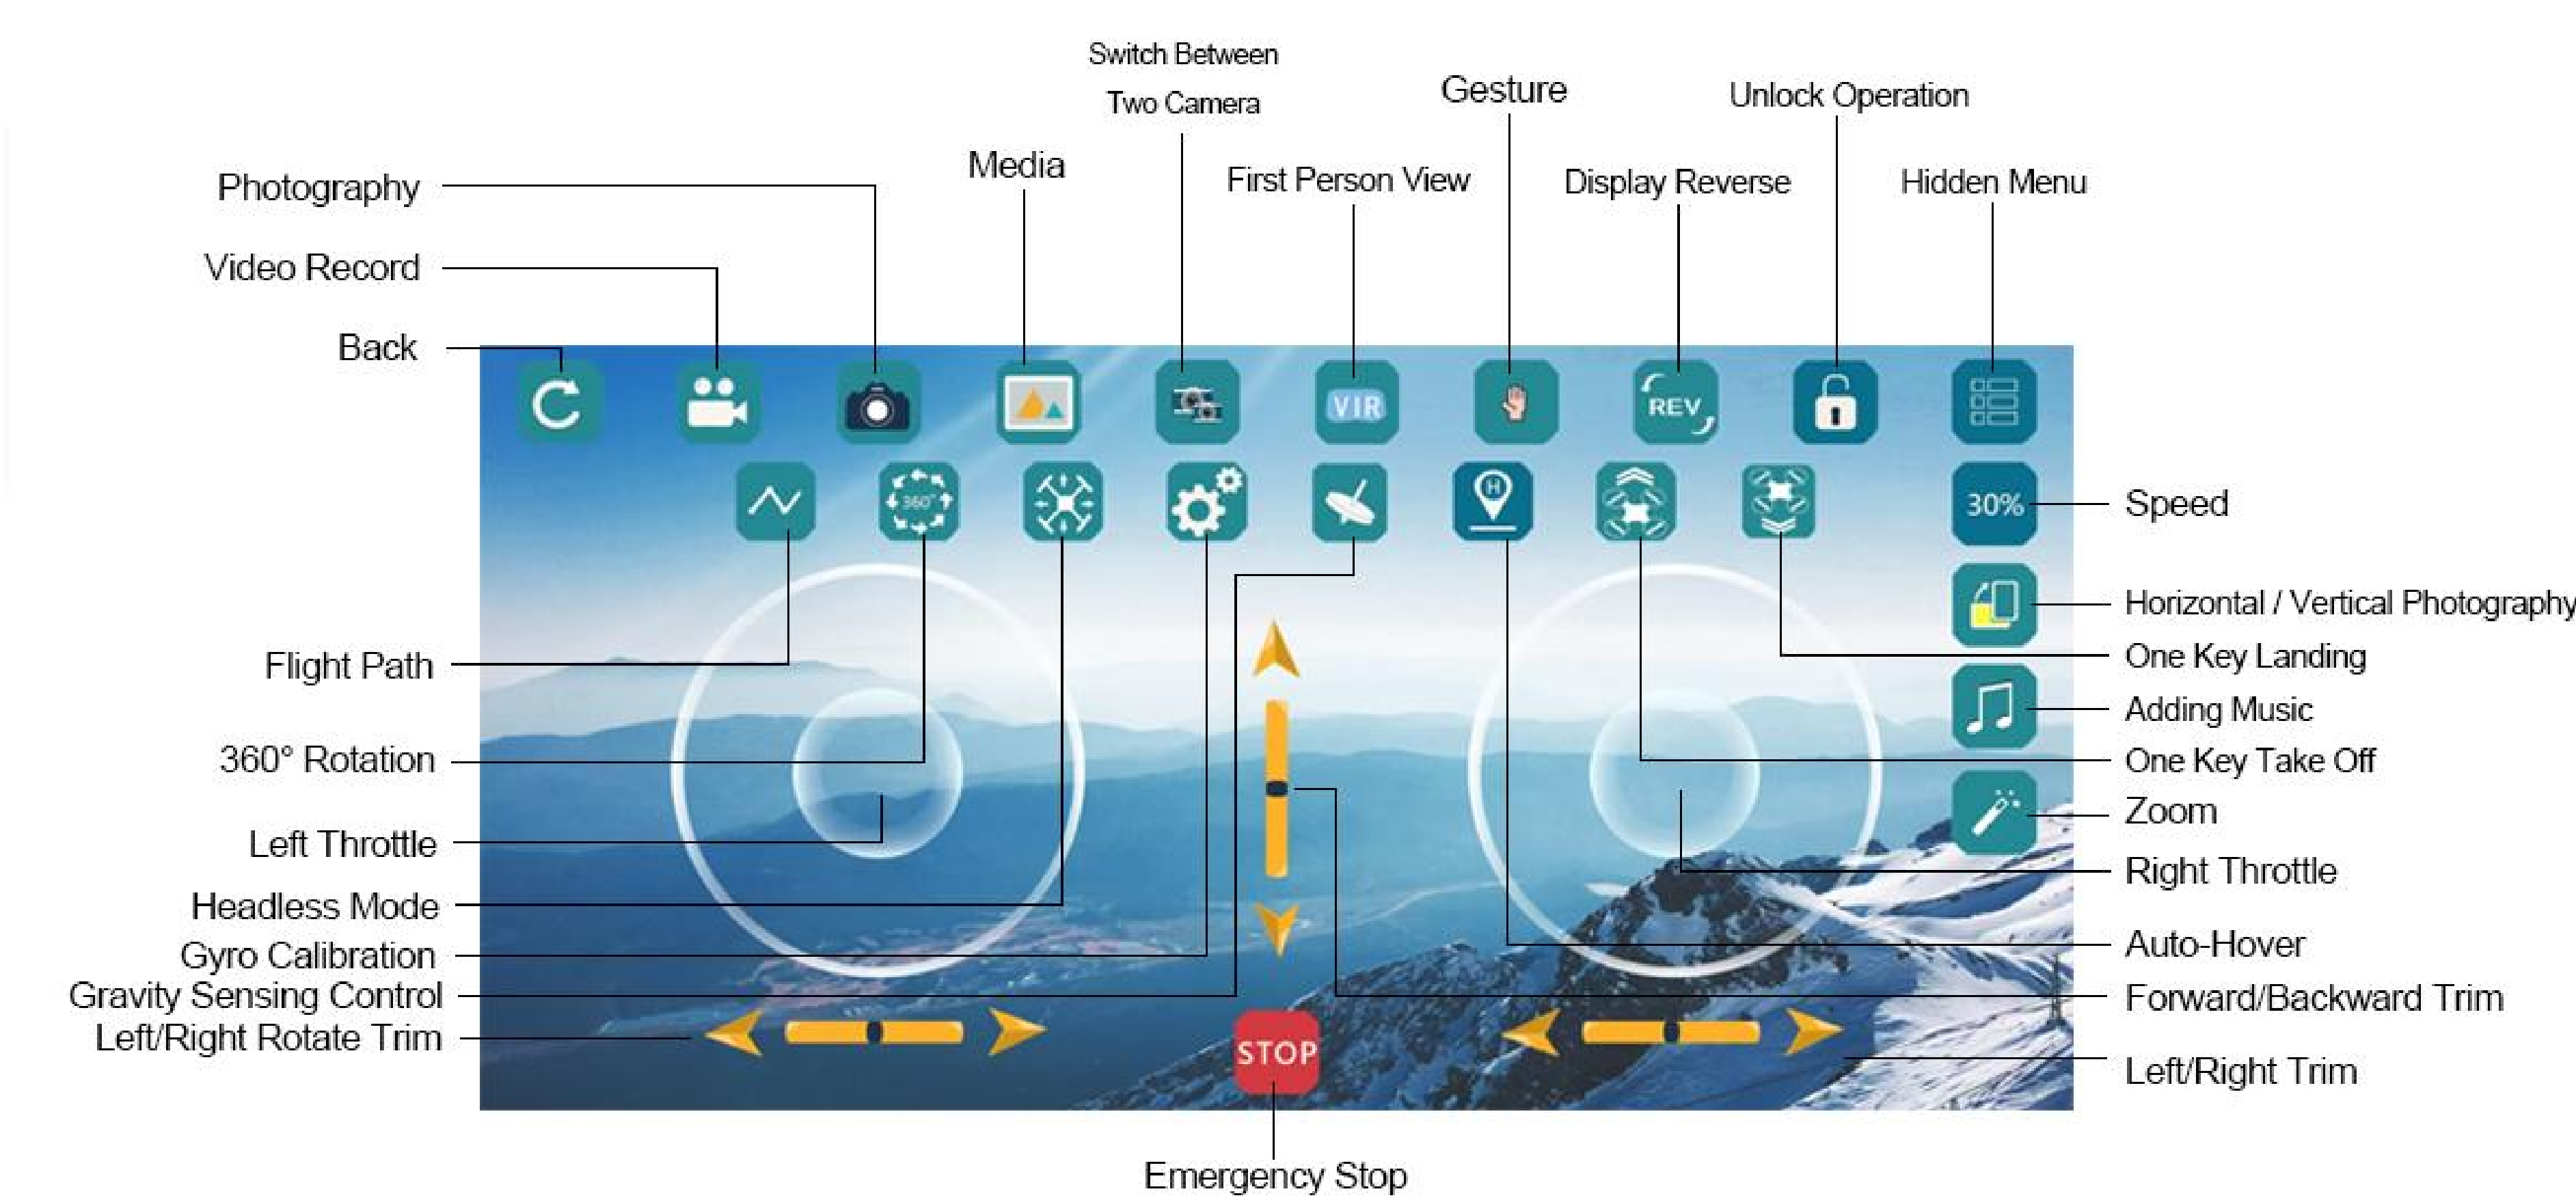 Switch Between
Two Camera
Gesture
Unlock Operation
Media
First Person View
Display Reverse
Hidden Menu
Photography
Video Record
Back
VIR
REV
360°
H
30%
Speed
Horizontal / Vertical Photography
One Key Landing
Flight Path
Adding Music
360° Rotation
One Key Take Off
Zoom
Left Throttle
Right Throttle
Headless Mode
Auto-Hover
Gyro Calibration
Gravity Sensing Control
Forward/Backward Trim
Left/Right Rotate Trim
STOP
Left/Right Trim
Emergency Stop